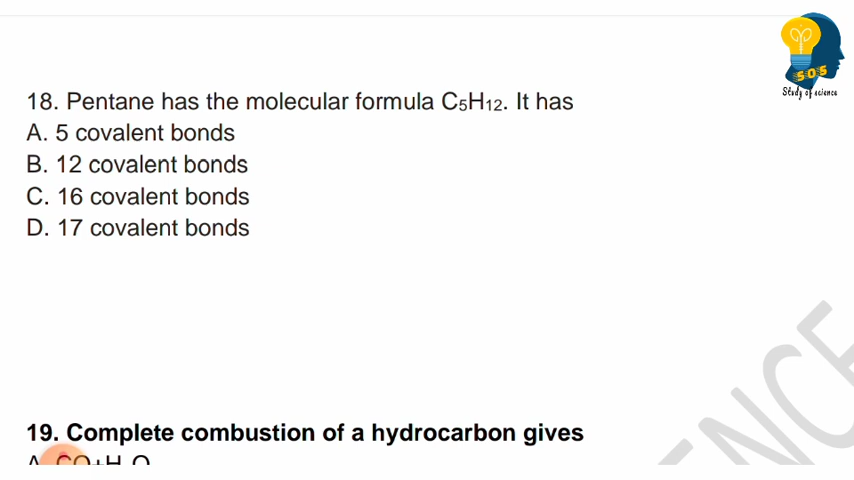 S.O.S
Study of science
18. Pentane has the molecular formula C₅H₁₂. It has
A. 5 covalent bonds
B. 12 covalent bonds
C. 16 covalent bonds
D. 17 covalent bonds
19. Complete combustion of a hydrocarbon gives